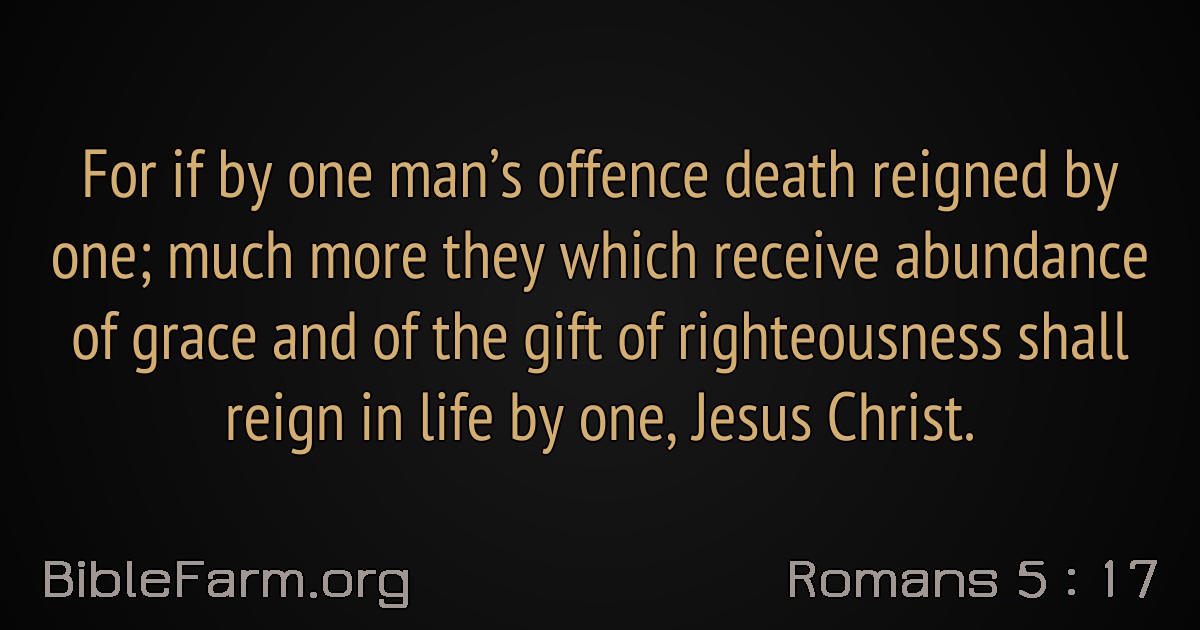 For if by one man’s offence death reigned by
one; much more they which receive abundance
of grace and of the gift of righteousness shall
reign in life by one, Jesus Christ.
BibleFarm.org
Romans 5 : 17